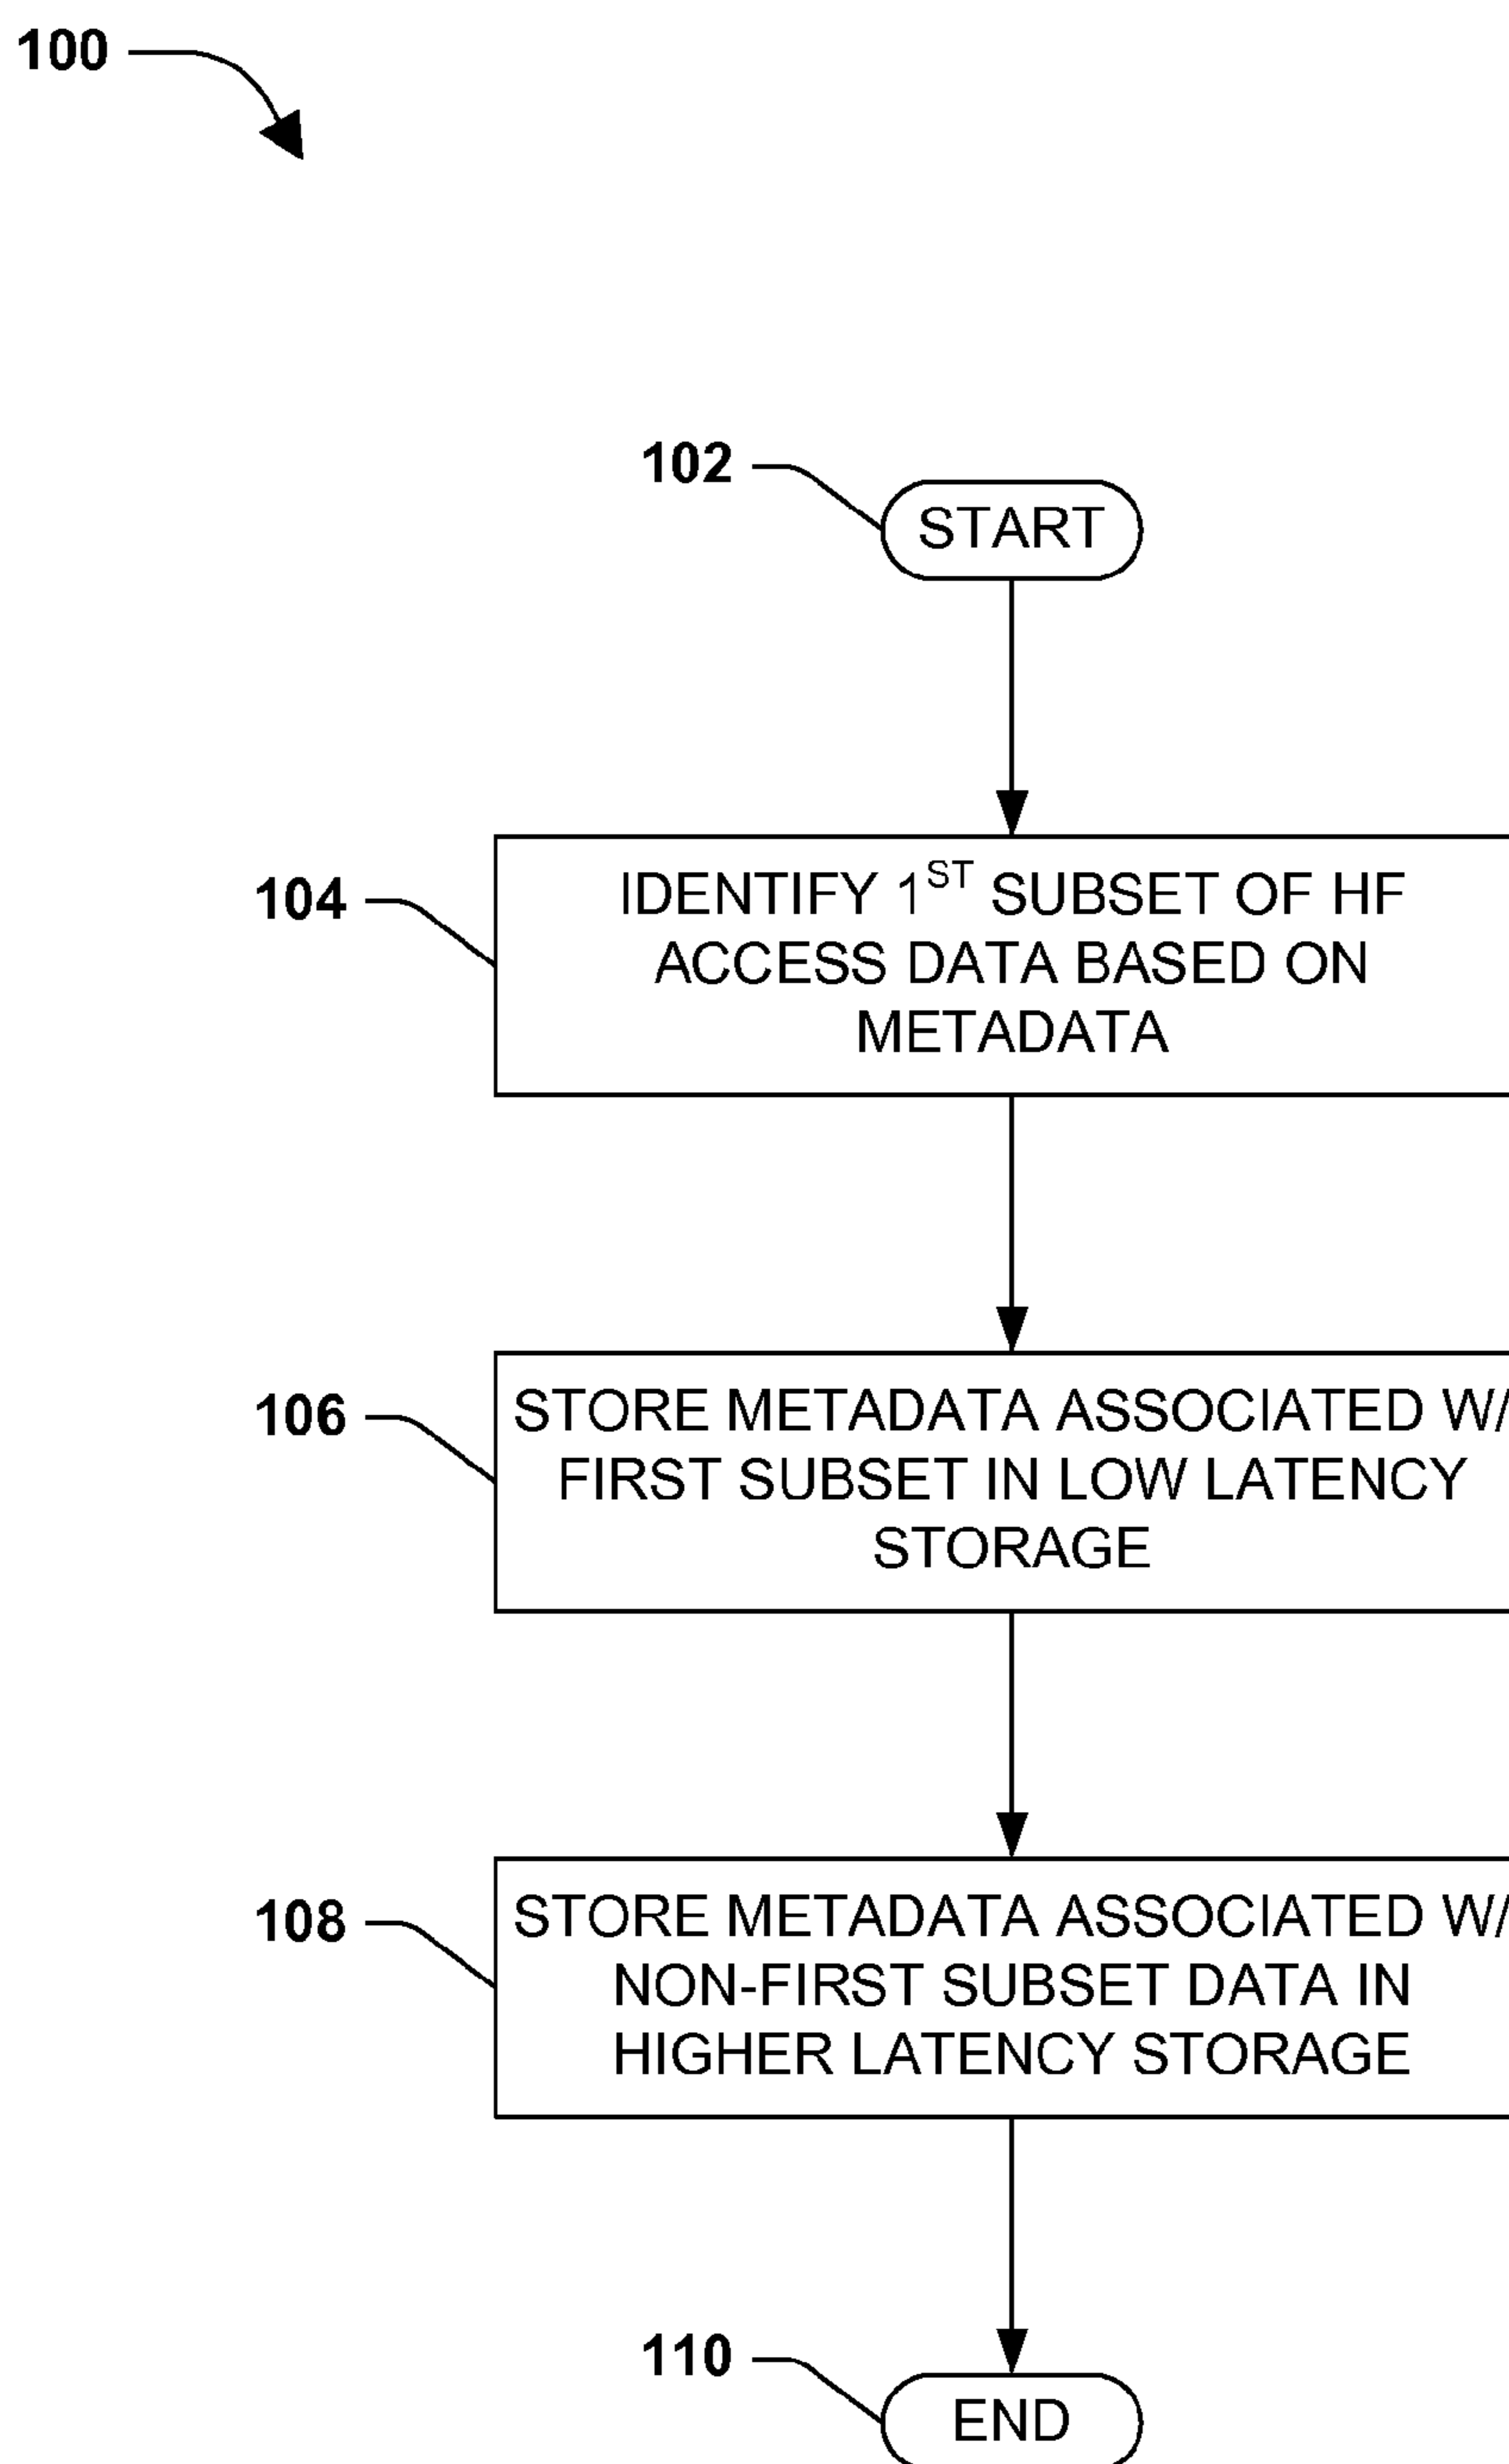 100
102
START
104
IDENTIFY 1ST SUBSET OF HF
ACCESS DATA BASED ON
METADATA
106
STORE METADATA ASSOCIATED W/
FIRST SUBSET IN LOW LATENCY
STORAGE
108
STORE METADATA ASSOCIATED W/
NON-FIRST SUBSET DATA IN
HIGHER LATENCY STORAGE
110
END